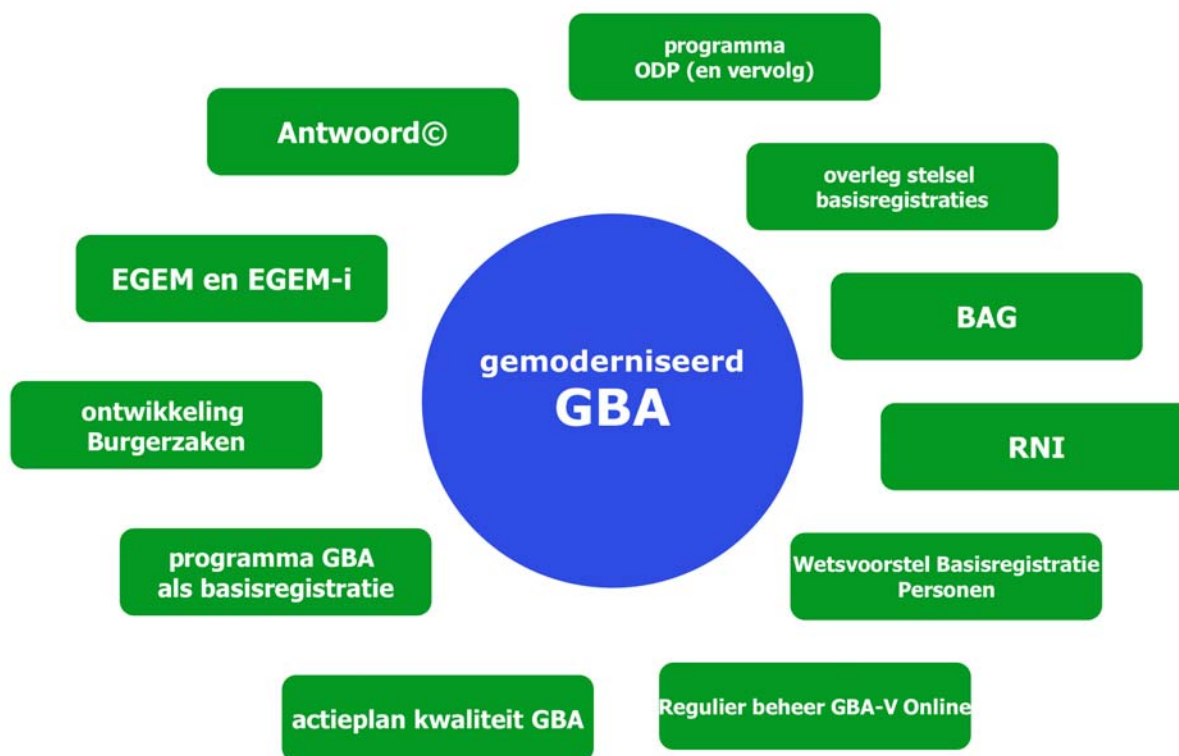 programma
ODP (en vervolg)
Antwoord©
overleg stelsel
basisregistraties
EGEM en EGEM-i
BAG
gemoderniseerd
GBA
ontwikkeling
Burgerzaken
RNI
programma GBA
als basisregistratie
Wetsvoorstel Basisregistratie
Personen
actieplan kwaliteit GBA
Regulier beheer GBA-V Online